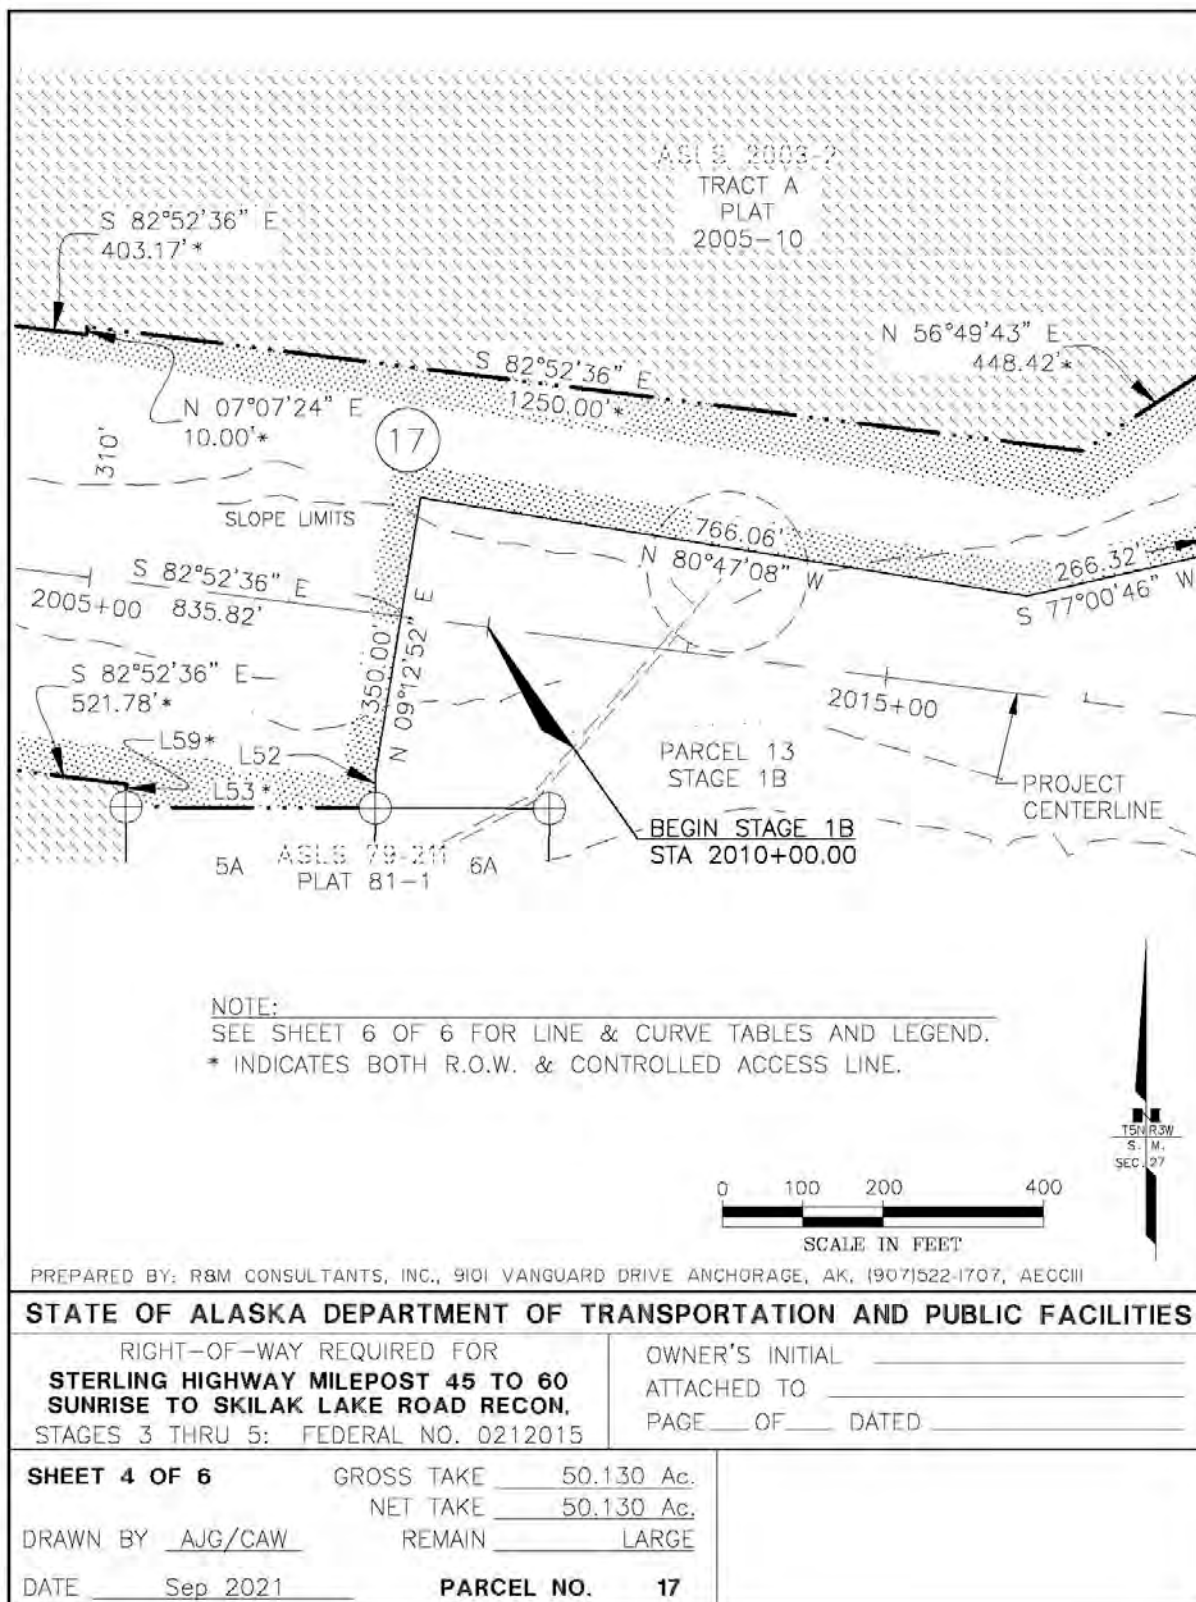 ASLS 2003-2
TRACT A
PLAT
2005-10
S 82°52'36" E
403.17'*
N 56°49'43" E
448.42'*
S 82°52'36" E
1250.00'*
N 07°07'24" E
10.00'*
310'
17
SLOPE LIMITS
766.06'
N 80°47'08" W
266.32'
S 77°00'46" W
S 82°52'36" E
2005+00 835.82'
350.00'
N 09°12'52" E
S 82°52'36" E
521.78'*
2015+00
L59*
L52
L53*
PARCEL 13
STAGE 1B
PROJECT
CENTERLINE
BEGIN STAGE 1B
STA 2010+00.00
5A
ASLS 79-211
PLAT 81-1
6A
NOTE:
SEE SHEET 6 OF 6 FOR LINE & CURVE TABLES AND LEGEND.
* INDICATES BOTH R.O.W. & CONTROLLED ACCESS LINE.
T5N R3W
S. M.
SEC. 27
0 100 200 400
SCALE IN FEET
PREPARED BY: R&M CONSULTANTS, INC., 9101 VANGUARD DRIVE ANCHORAGE, AK, (907)522-1707, AECC111
STATE OF ALASKA DEPARTMENT OF TRANSPORTATION AND PUBLIC FACILITIES
RIGHT-OF-WAY REQUIRED FOR
STERLING HIGHWAY MILEPOST 45 TO 60
SUNRISE TO SKILAK LAKE ROAD RECON,
STAGES 3 THRU 5: FEDERAL NO. 0212015
OWNER'S INITIAL
ATTACHED TO
PAGE OF DATED
SHEET 4 OF 6
GROSS TAKE 50.130 Ac.
NET TAKE 50.130 Ac.
DRAWN BY AJG/CAW
REMAIN LARGE
DATE Sep 2021
PARCEL NO. 17